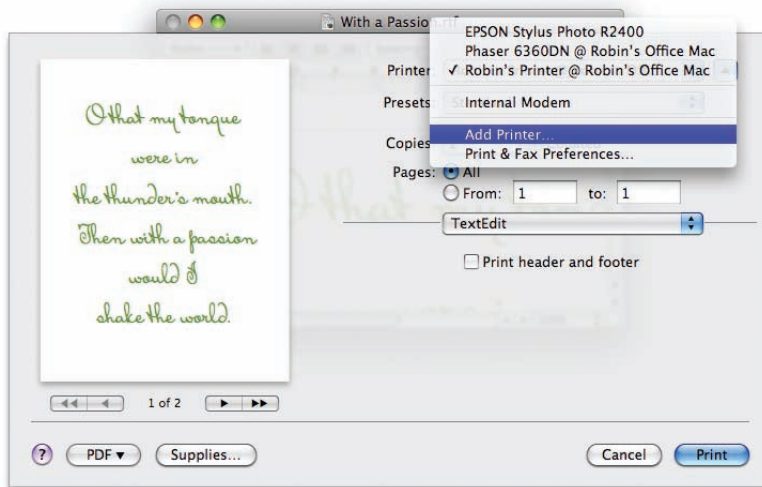 With a Passion.rtf
EPSON Stylus Photo R2400
Phaser 6360DN @ Robin's Office Mac
Printer
✓ Robin's Printer @ Robin's Office Mac
Presets
Internal Modem
Copies
Add Printer...
Print & Fax Preferences...
Pages: All
From: 1 to: 1
TextEdit
Print header and footer
O that my tongue
were in
the thunder's mouth.
Then with a passion
would I
shake the world.
1 of 2
? PDF▼ Supplies... Cancel Print